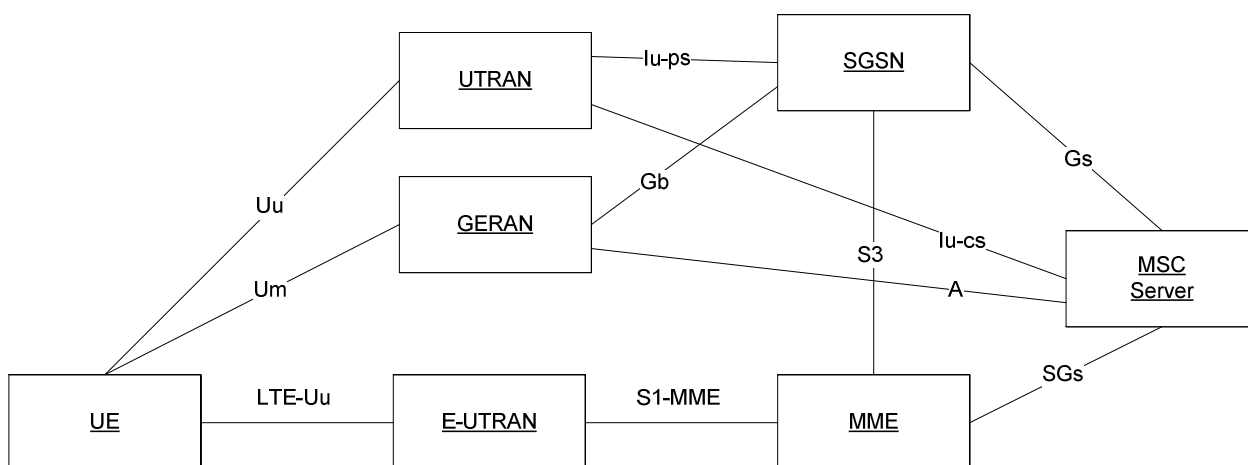 SGSN
UTRAN
Iu-ps
Gs
Gb
Uu
GERAN
Iu-cs
S3
MSC
Server
Um
A
SGs
LTE-Uu
S1-MME
UE
E-UTRAN
MME